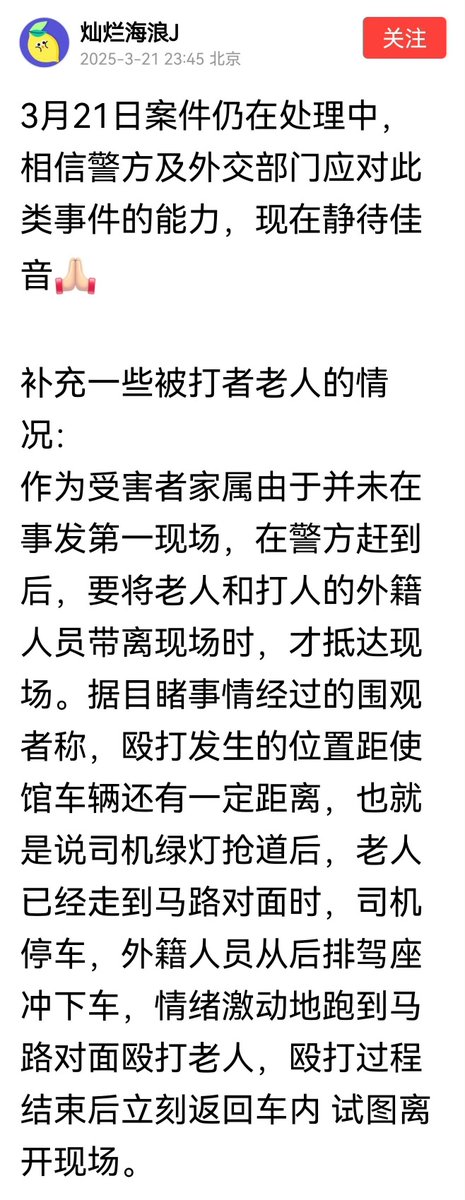 灿烂海浪J
2025-3-21 23:45 北京
关注
3月21日案件仍在处理中，
相信警方及外交部门应对此
类事件的能力，现在静待佳
音🙏🏻
补充一些被打者老人的情
况：
作为受害者家属由于并未在
事发第一现场，在警方赶到
后，要将老人和打人的外籍
人员带离现场时，才抵达现
场。据目睹事情经过的围观
者称，殴打发生的位置距使
馆车辆还有一定距离，也就
是说司机绿灯抢道后，老人
已经走到马路对面时，司机
停车，外籍人员从后排驾座
冲下车，情绪激动地跑到马
路对面殴打老人，殴打过程
结束后立刻返回车内 试图离
开现场。